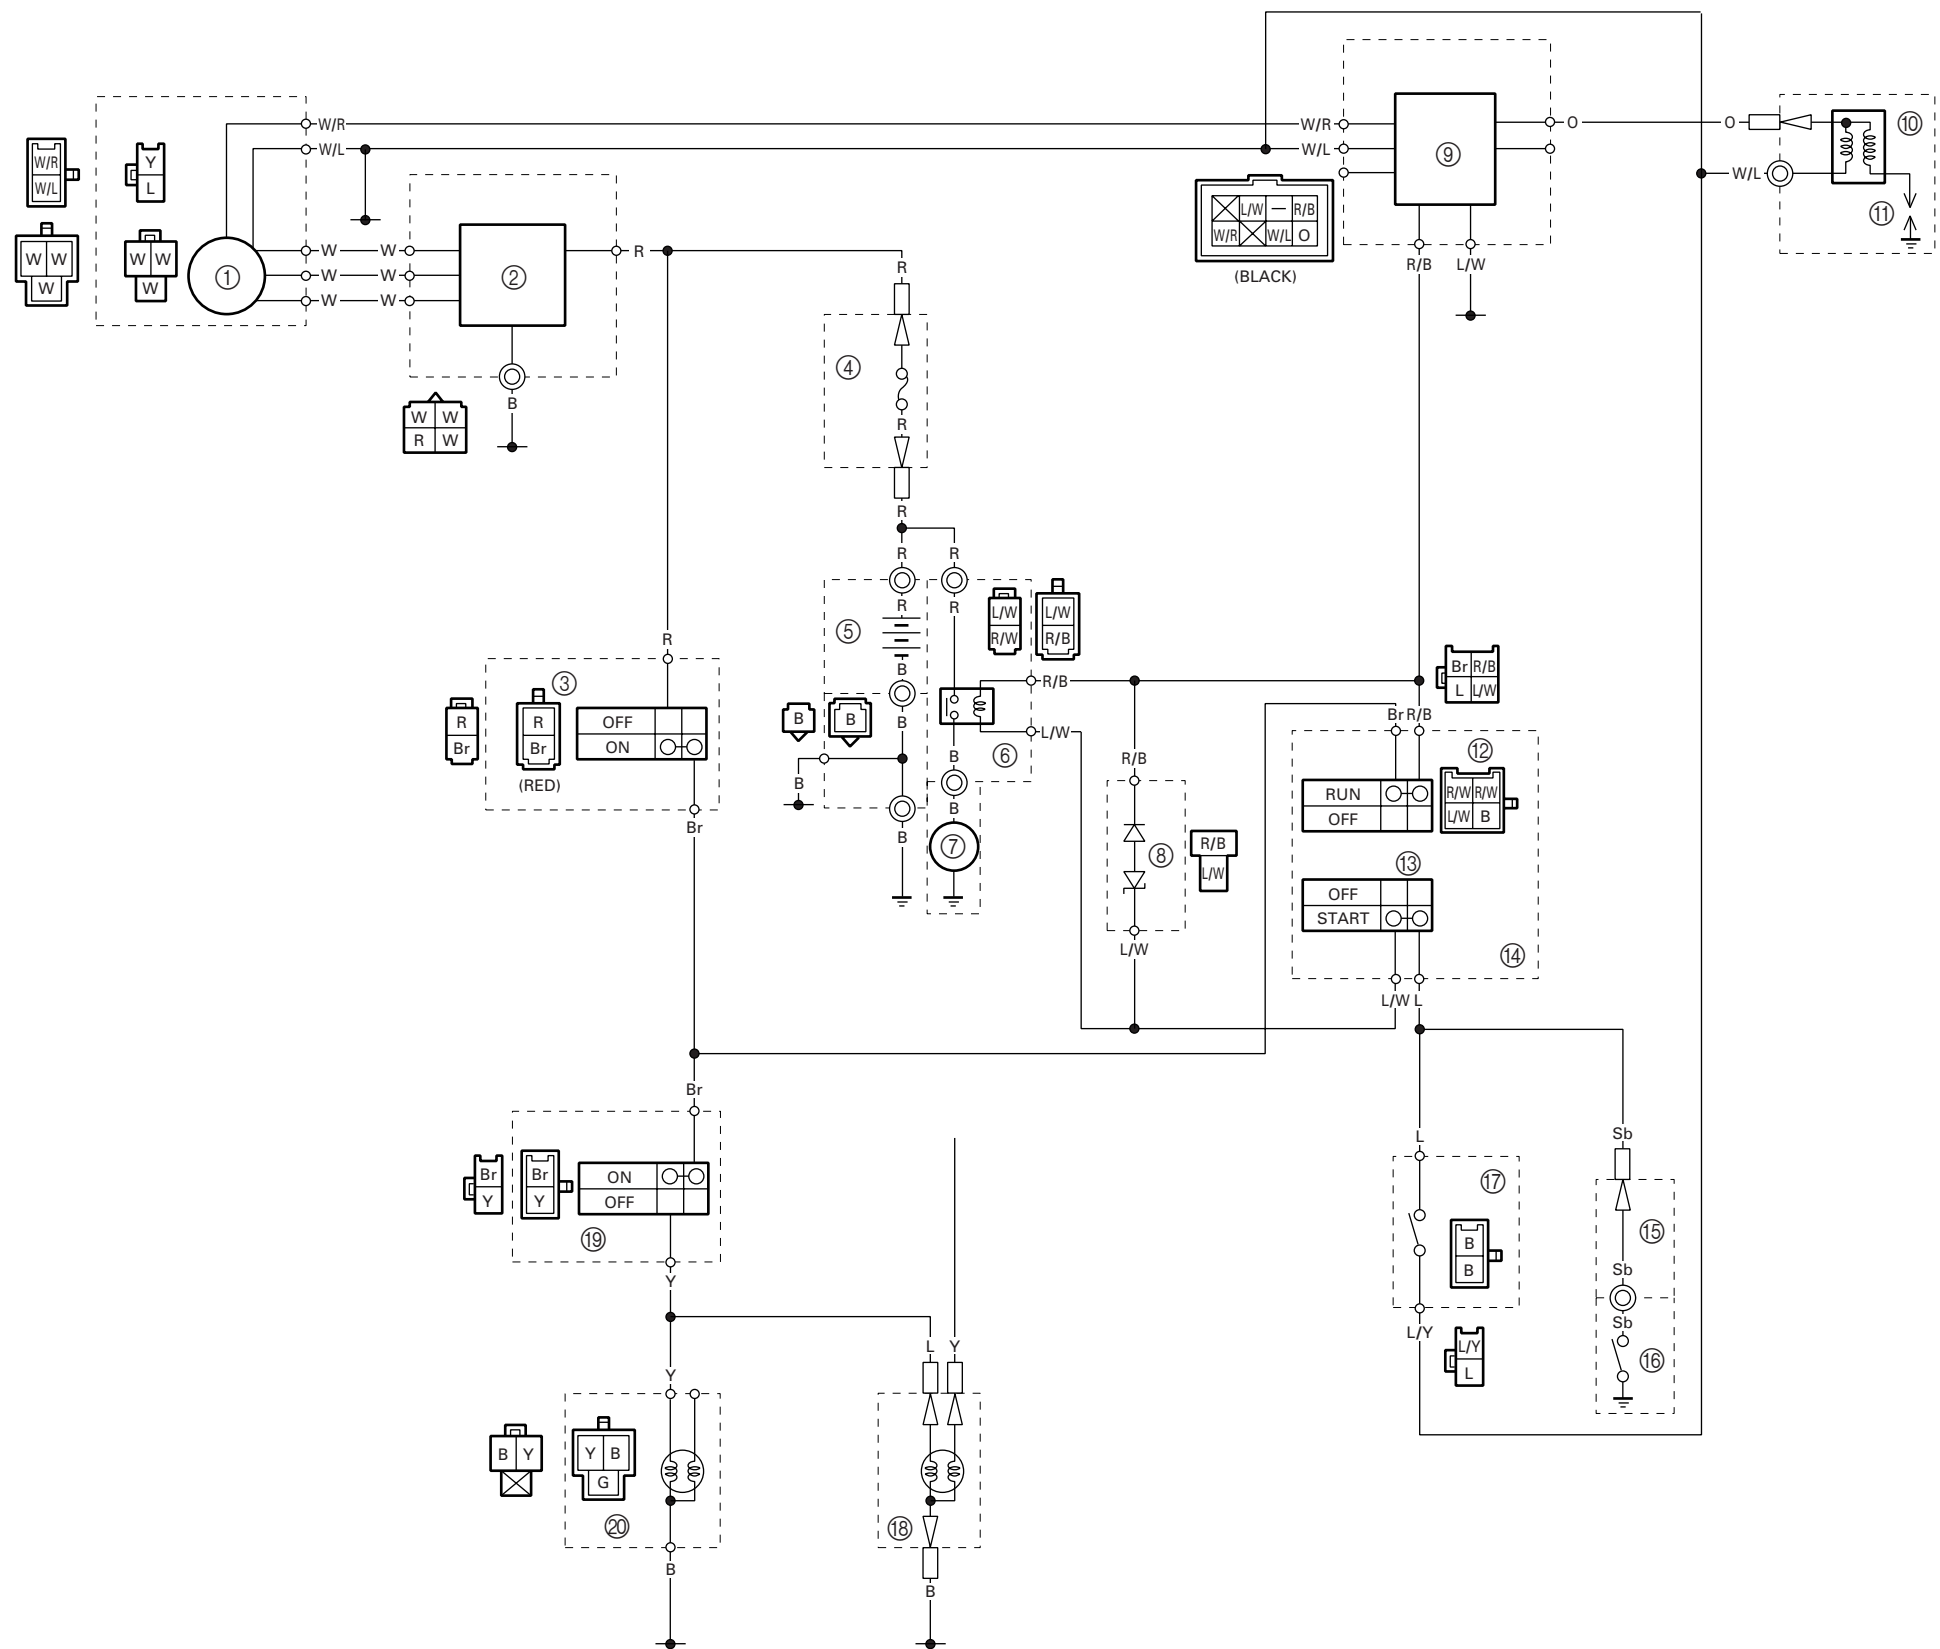 W/R W/R O O ⑩
W/R Y W/L W/L ⑨
W/L L W/L
L/W — R/B ⑪
W/R W/L O
W W W W W W R
W W
W W W W ① W W ② R R/B L/W
W W (BLACK)
④
B
W W
R W
R
R
R R
R R
L/W L/W
R/W R/B
⑤
R
B
R/B Br R/B
L L/W
③
R R OFF
Br Br ON
(RED)
B B B
L/W Br R/B
⑥ ⑫
B B R/B
RUN R/W R/W
OFF L/W B
B
Br B ⑦ ⑧ R/B
L/W
⑬
OFF
START
L/W ⑭
L/W L
Br
L Sb
Br Br ON
Y Y OFF
⑲
⑰
B
B
⑮
Sb
Y
Sb
L Y L/Y L/Y
L
⑯
Y
B Y Y B
G
⑳ ⑱
B B